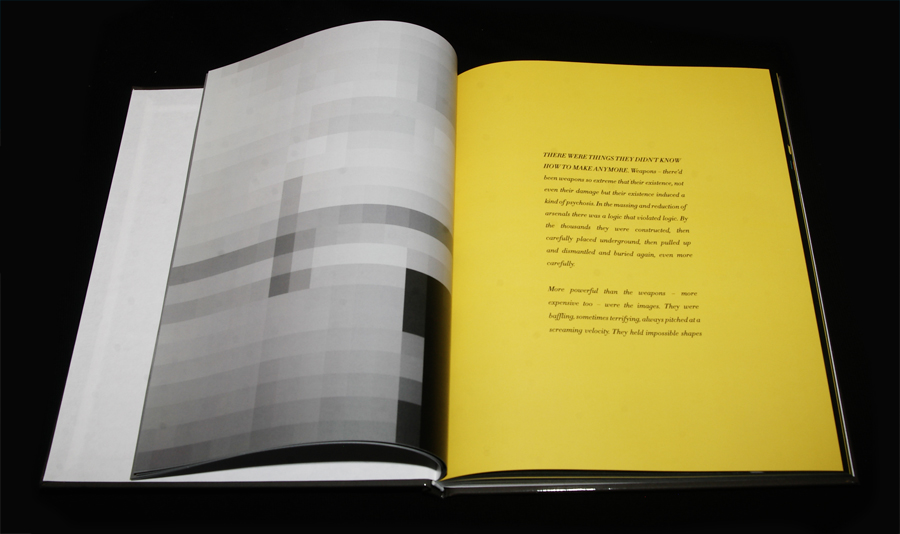 THERE WERE THINGS THEY DIDN'T KNOW
HOW TO MAKE ANYMORE. Weapons – there'd
been weapons so extreme that their existence, not
even their damage but their existence induced a
kind of psychosis. In the massing and reduction of
arsenals there was a logic that violated logic. By
the thousands they were constructed, then
carefully placed underground, then pulled up
and dismantled and buried again, even more
carefully.
More powerful than the weapons – more
expensive too – were the images. They were
baffling, sometimes terrifying, always pitched at a
screaming velocity. They held impossible shapes